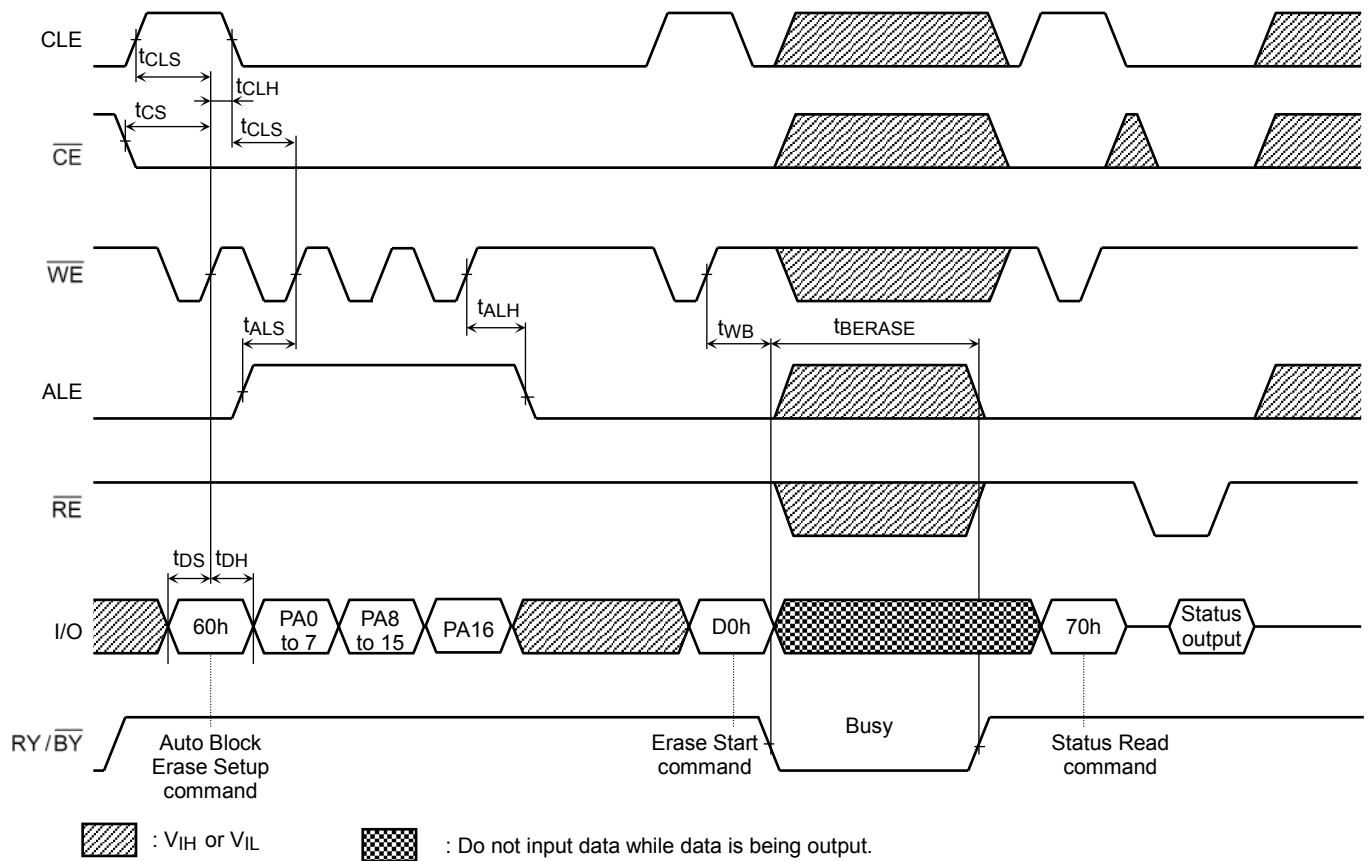 CLE
tCLS
tCLH
tCS
tCLS
CE
WE
tALS
tALH
tWB
tBERASE
ALE
RE
tDS
tDH
I/O
60h
PA0
to 7
PA8
to 15
PA16
D0h
70h
Status
output
RY/BY
Busy
Auto Block
Erase Setup
command
Erase Start
command
Status Read
command
: VIH or VIL
: Do not input data while data is being output.